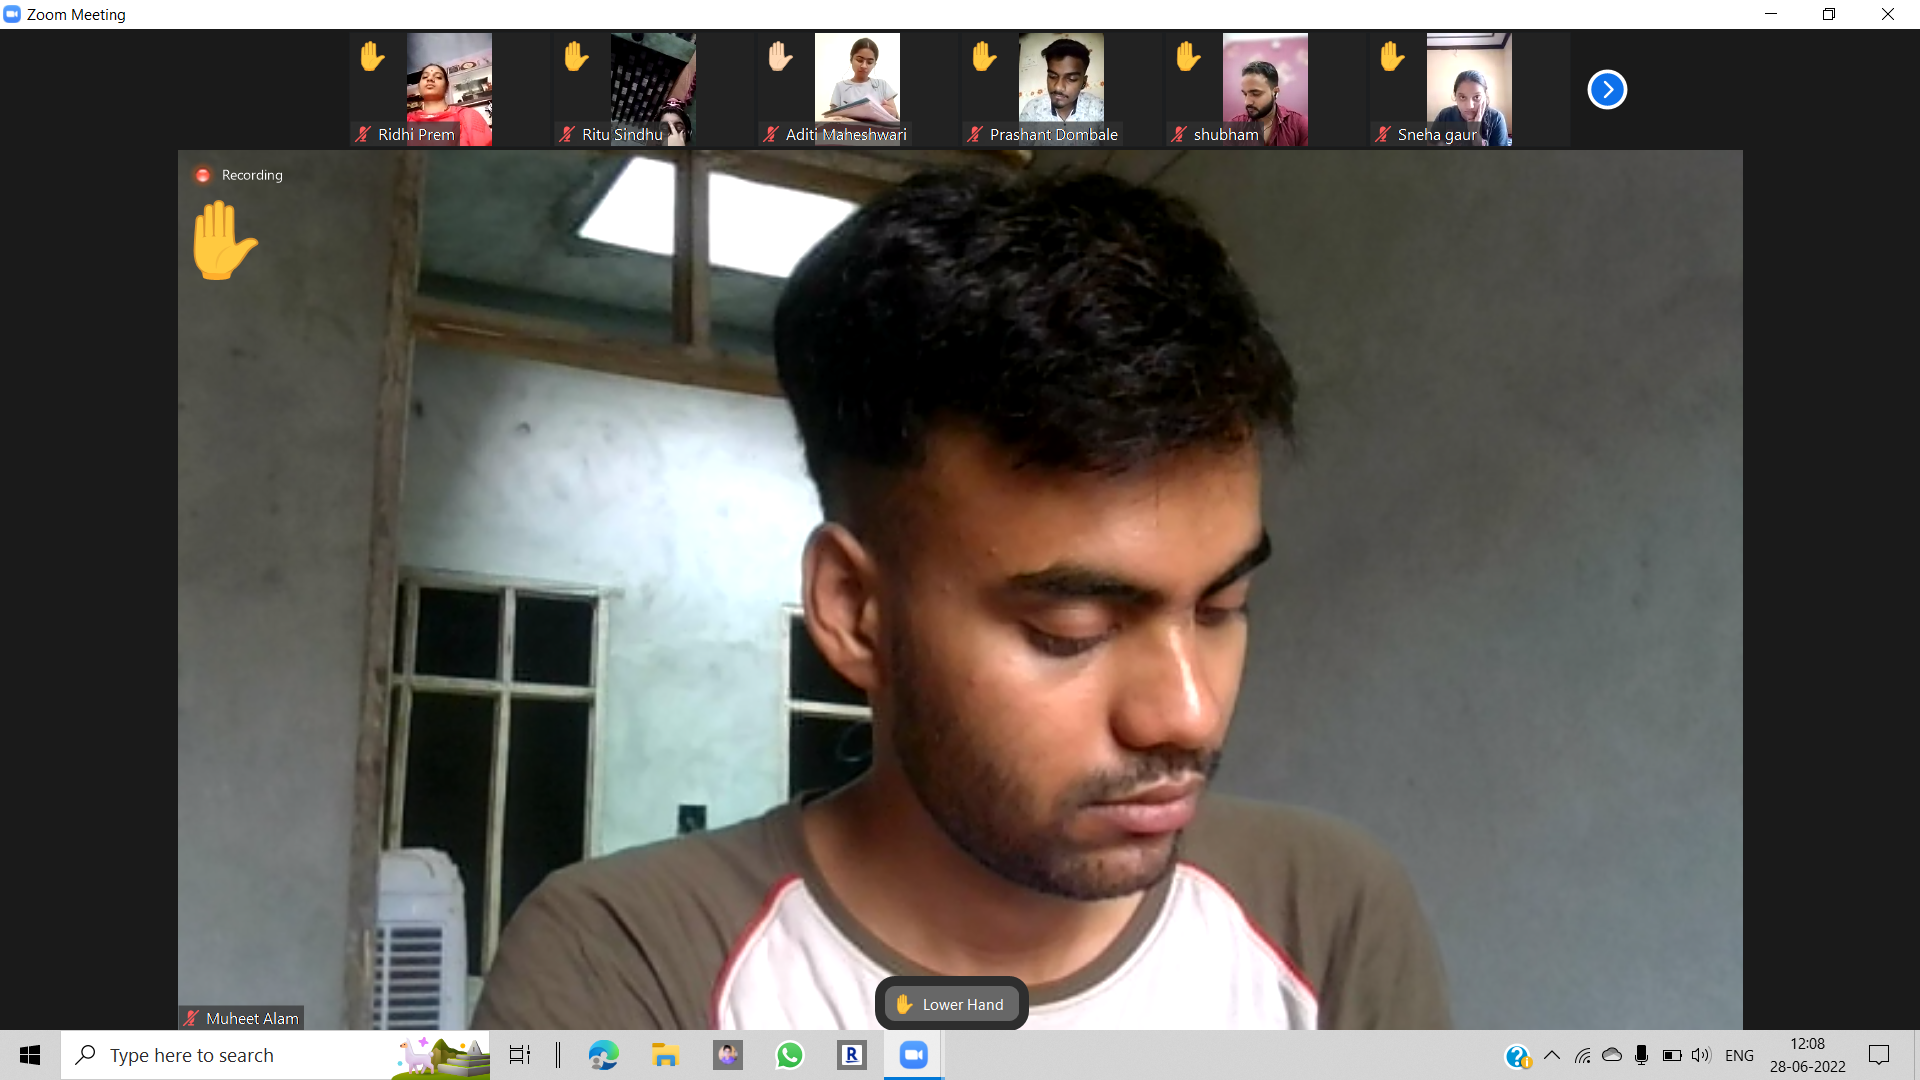 Zoom Meeting
Ridhi Prem
Ritu Sindhu
Aditi Maheshwari
Prashant Dombale
shubham
Sneha gaur
Recording
Lower Hand
Muheet Alam
Type here to search
R
ENG
12:08
28-06-2022